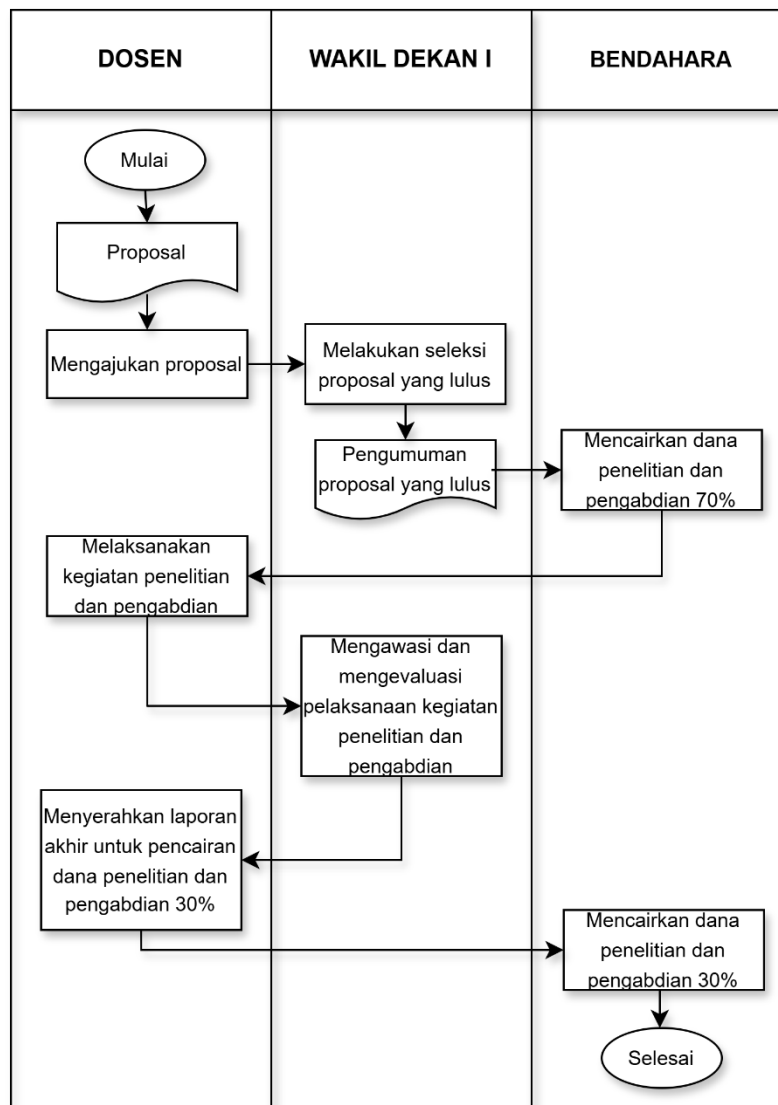 DOSEN
WAKIL DEKAN I
BENDAHARA
Mulai
Proposal
Mengajukan proposal
Melakukan seleksi
proposal yang lulus
Pengumuman
proposal yang lulus
Mencairkan dana
penelitian dan
pengabdian 70%
Melaksanakan
kegiatan penelitian
dan pengabdian
Mengawasi dan
mengevaluasi
pelaksanaan kegiatan
penelitian dan
pengabdian
Menyerahkan laporan
akhir untuk pencairan
dana penelitian dan
pengabdian 30%
Mencairkan dana
penelitian dan
pengabdian 30%
Selesai